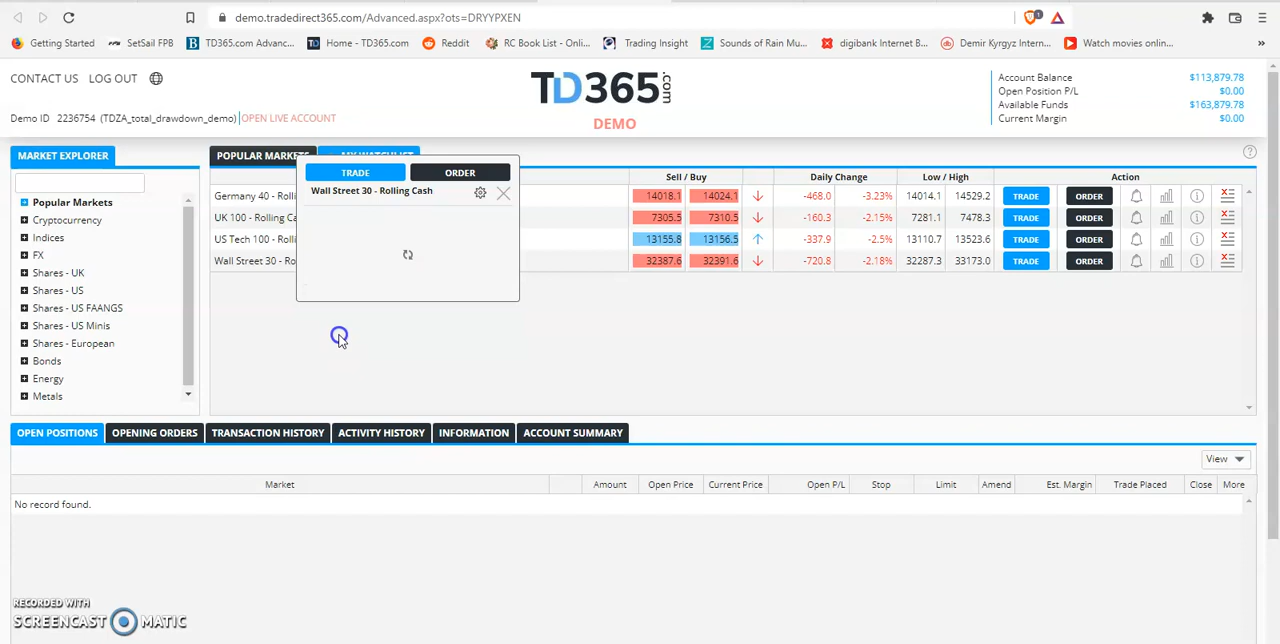 demo.tradedirect365.com/Advanced.aspx?ots=DRYYPXEN
Getting Started SetSail FPB TD365.com Advanc... Home - TD365.com Reddit RC Book List - Onli... Trading Insight Sounds of Rain Mu... digibank Internet B... Demir Kyrgyz Intern... Watch movies onlin...
CONTACT US LOG OUT
TD365.com
DEMO
Account Balance $113,879.78
Open Position P/L $0.00
Available Funds $163,879.78
Current Margin $0.00
Demo ID 2236754 (TDZA_total_drawdown_demo) OPEN LIVE ACCOUNT
MARKET EXPLORER
Popular Markets
Cryptocurrency
Indices
FX
Shares - UK
Shares - US
Shares - US FAANGS
Shares - US Minis
Shares - European
Bonds
Energy
Metals
POPULAR MARKETS
Sell / Buy Daily Change Low / High Action
Germany 40 - Rolli 14018.1 14024.1 -468.0 -3.23% 14014.1 14529.2 TRADE ORDER
UK 100 - Rolling Ca 7305.5 7310.5 -160.3 -2.15% 7281.1 7478.3 TRADE ORDER
US Tech 100 - Rolli 13155.8 13156.5 -337.9 -2.5% 13110.7 13523.6 TRADE ORDER
Wall Street 30 - Ro 32387.6 32391.6 -720.8 -2.18% 32287.3 33173.0 TRADE ORDER
TRADE ORDER
Wall Street 30 - Rolling Cash
OPEN POSITIONS OPENING ORDERS TRANSACTION HISTORY ACTIVITY HISTORY INFORMATION ACCOUNT SUMMARY
View
Market Amount Open Price Current Price Open P/L Stop Limit Amend Est. Margin Trade Placed Close More
No record found.
RECORDED WITH
SCREENCAST MATIC